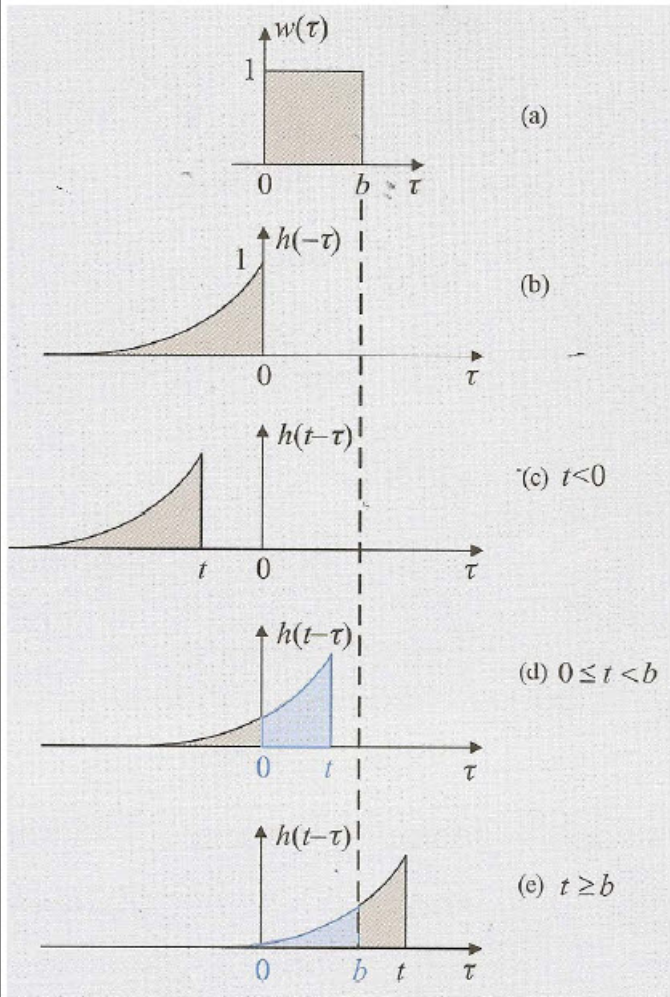 w(τ)
1
(a)
0 b τ
h(−τ)
1
(b)
0 τ
h(t−τ)
(c) t<0
t 0 τ
h(t−τ)
(d) 0 ≤ t < b
0 t τ
h(t−τ)
(e) t ≥ b
0 b t τ